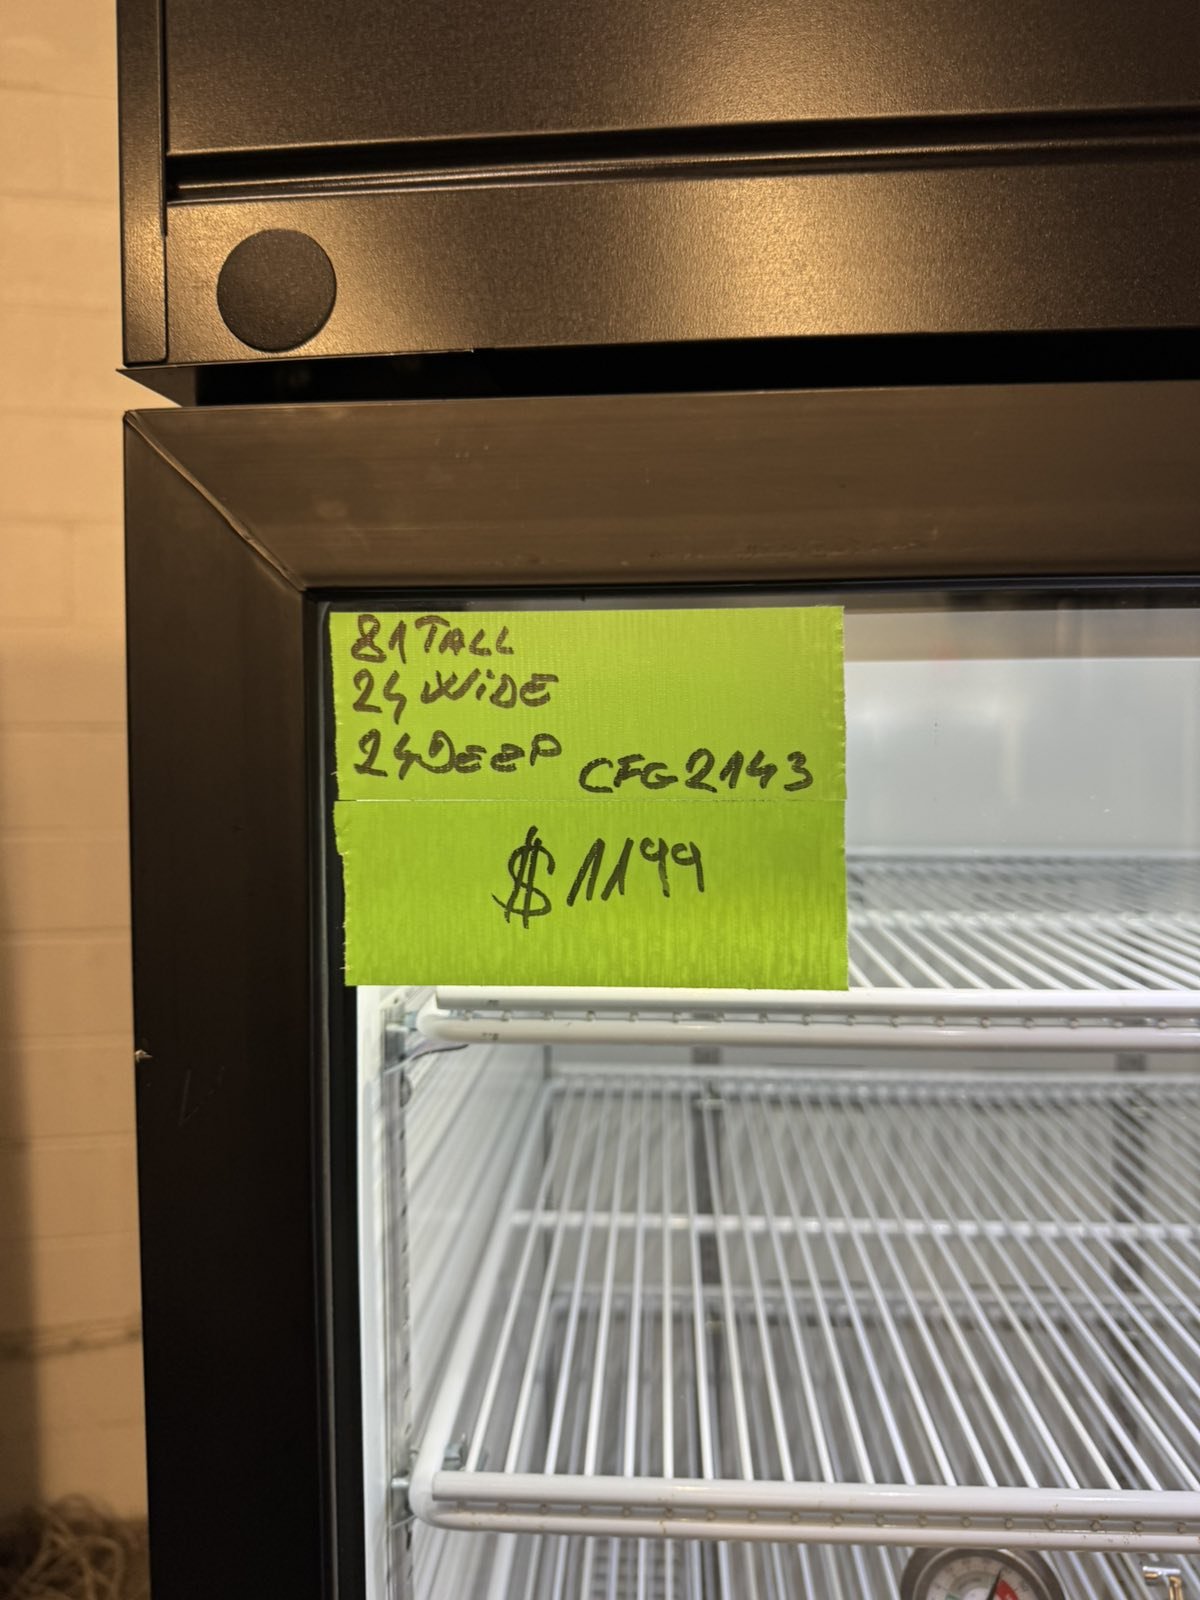 81 TALL
24 WiDE
24 DEEP CFG2143
$1199